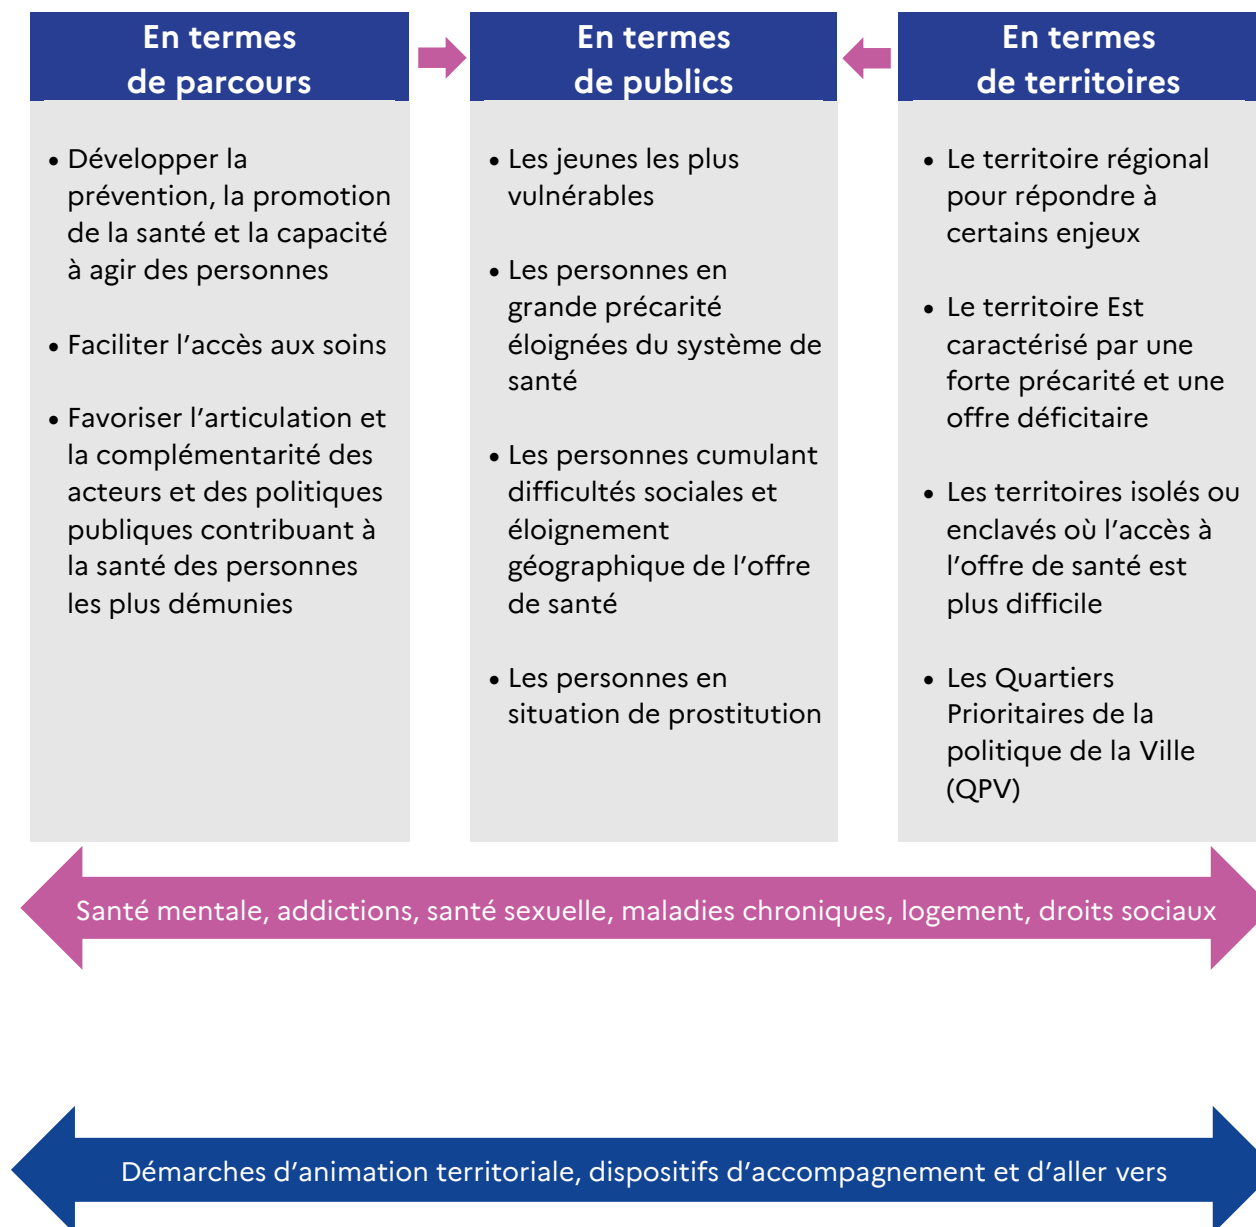 En termes
de parcours
• Développer la
prévention, la promotion
de la santé et la capacité
à agir des personnes
• Faciliter l’accès aux soins
• Favoriser l’articulation et
la complémentarité des
acteurs et des politiques
publiques contribuant à
la santé des personnes
les plus démunies
En termes
de publics
• Les jeunes les plus
vulnérables
• Les personnes en
grande précarité
éloignées du système de
santé
• Les personnes cumulant
difficultés sociales et
éloignement
géographique de l’offre
de santé
• Les personnes en
situation de prostitution
En termes
de territoires
• Le territoire régional
pour répondre à
certains enjeux
• Le territoire Est
caractérisé par une
forte précarité et une
offre déficitaire
• Les territoires isolés ou
enclavés où l’accès à
l’offre de santé est
plus difficile
• Les Quartiers
Prioritaires de la
politique de la Ville
(QPV)
Santé mentale, addictions, santé sexuelle, maladies chroniques, logement, droits sociaux
Démarches d’animation territoriale, dispositifs d’accompagnement et d’aller vers